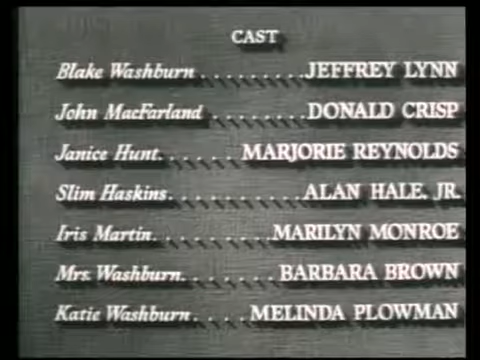 CAST
Blake Washburn.........JEFFREY LYNN
John MacFarland ........DONALD CRISP
Janice Hunt.......MARJORIE REYNOLDS
Slim Haskins............ALAN HALE, JR.
Iris Martin..........MARILYN MONROE
Mrs. Washburn........BARBARA BROWN
Katie Washburn....MELINDA PLOWMAN